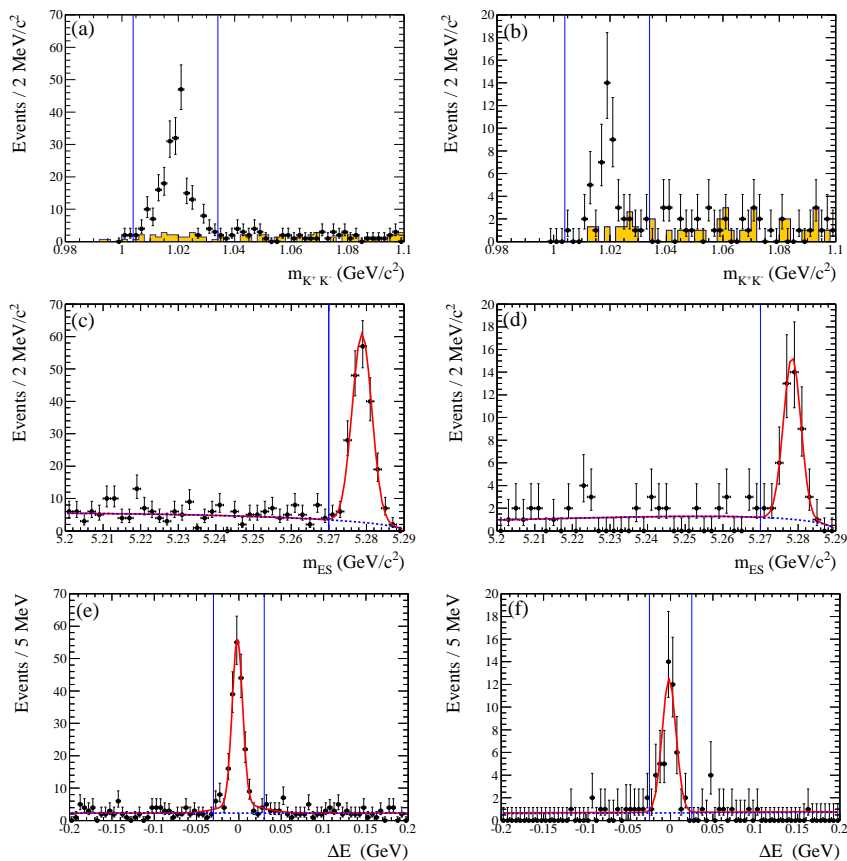 (a)
Events / 2 MeV/c²
70
60
50
40
30
20
10
0
0.98 1 1.02 1.04 1.06 1.08 1.1
m_K⁺K⁻ (GeV/c²)
(b)
Events / 2 MeV/c²
20
18
16
14
12
10
8
6
4
2
0
0.98 1 1.02 1.04 1.06 1.08 1.1
m_K⁺K⁻ (GeV/c²)
(c)
Events / 2 MeV/c²
70
60
50
40
30
20
10
0
5.2 5.21 5.22 5.23 5.24 5.25 5.26 5.27 5.28 5.29
m_ES (GeV/c²)
(d)
Events / 2 MeV/c²
20
18
16
14
12
10
8
6
4
2
0
5.2 5.21 5.22 5.23 5.24 5.25 5.26 5.27 5.28 5.29
m_ES (GeV/c²)
(e)
Events / 5 MeV
70
60
50
40
30
20
10
0
-0.2 -0.15 -0.1 -0.05 0 0.05 0.1 0.15 0.2
ΔE (GeV)
(f)
Events / 5 MeV
20
18
16
14
12
10
8
6
4
2
0
-0.2 -0.15 -0.1 -0.05 0 0.05 0.1 0.15 0.2
ΔE (GeV)